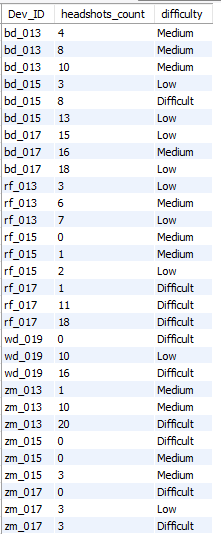 Dev_ID headshots_count difficulty
bd_013 4 Medium
bd_013 8 Medium
bd_013 10 Medium
bd_015 3 Low
bd_015 8 Difficult
bd_015 13 Low
bd_017 15 Low
bd_017 16 Medium
bd_017 18 Low
rf_013 3 Low
rf_013 6 Medium
rf_013 7 Low
rf_015 0 Medium
rf_015 1 Medium
rf_015 2 Low
rf_017 1 Difficult
rf_017 11 Difficult
rf_017 18 Difficult
wd_019 0 Difficult
wd_019 10 Low
wd_019 16 Difficult
zm_013 1 Medium
zm_013 10 Medium
zm_013 20 Difficult
zm_015 0 Difficult
zm_015 0 Medium
zm_015 3 Medium
zm_017 0 Difficult
zm_017 3 Low
zm_017 3 Difficult